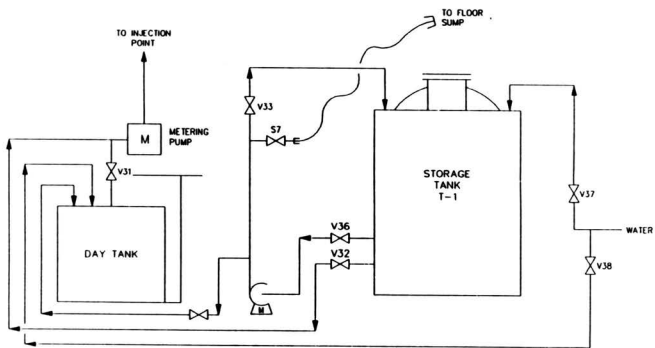 TO FLOOR
SUMP
TO INJECTION
POINT
V33
S7
M
METERING
PUMP
V31
STORAGE
TANK
T-1
V37
V36
WATER
DAY TANK
V32
V38
M